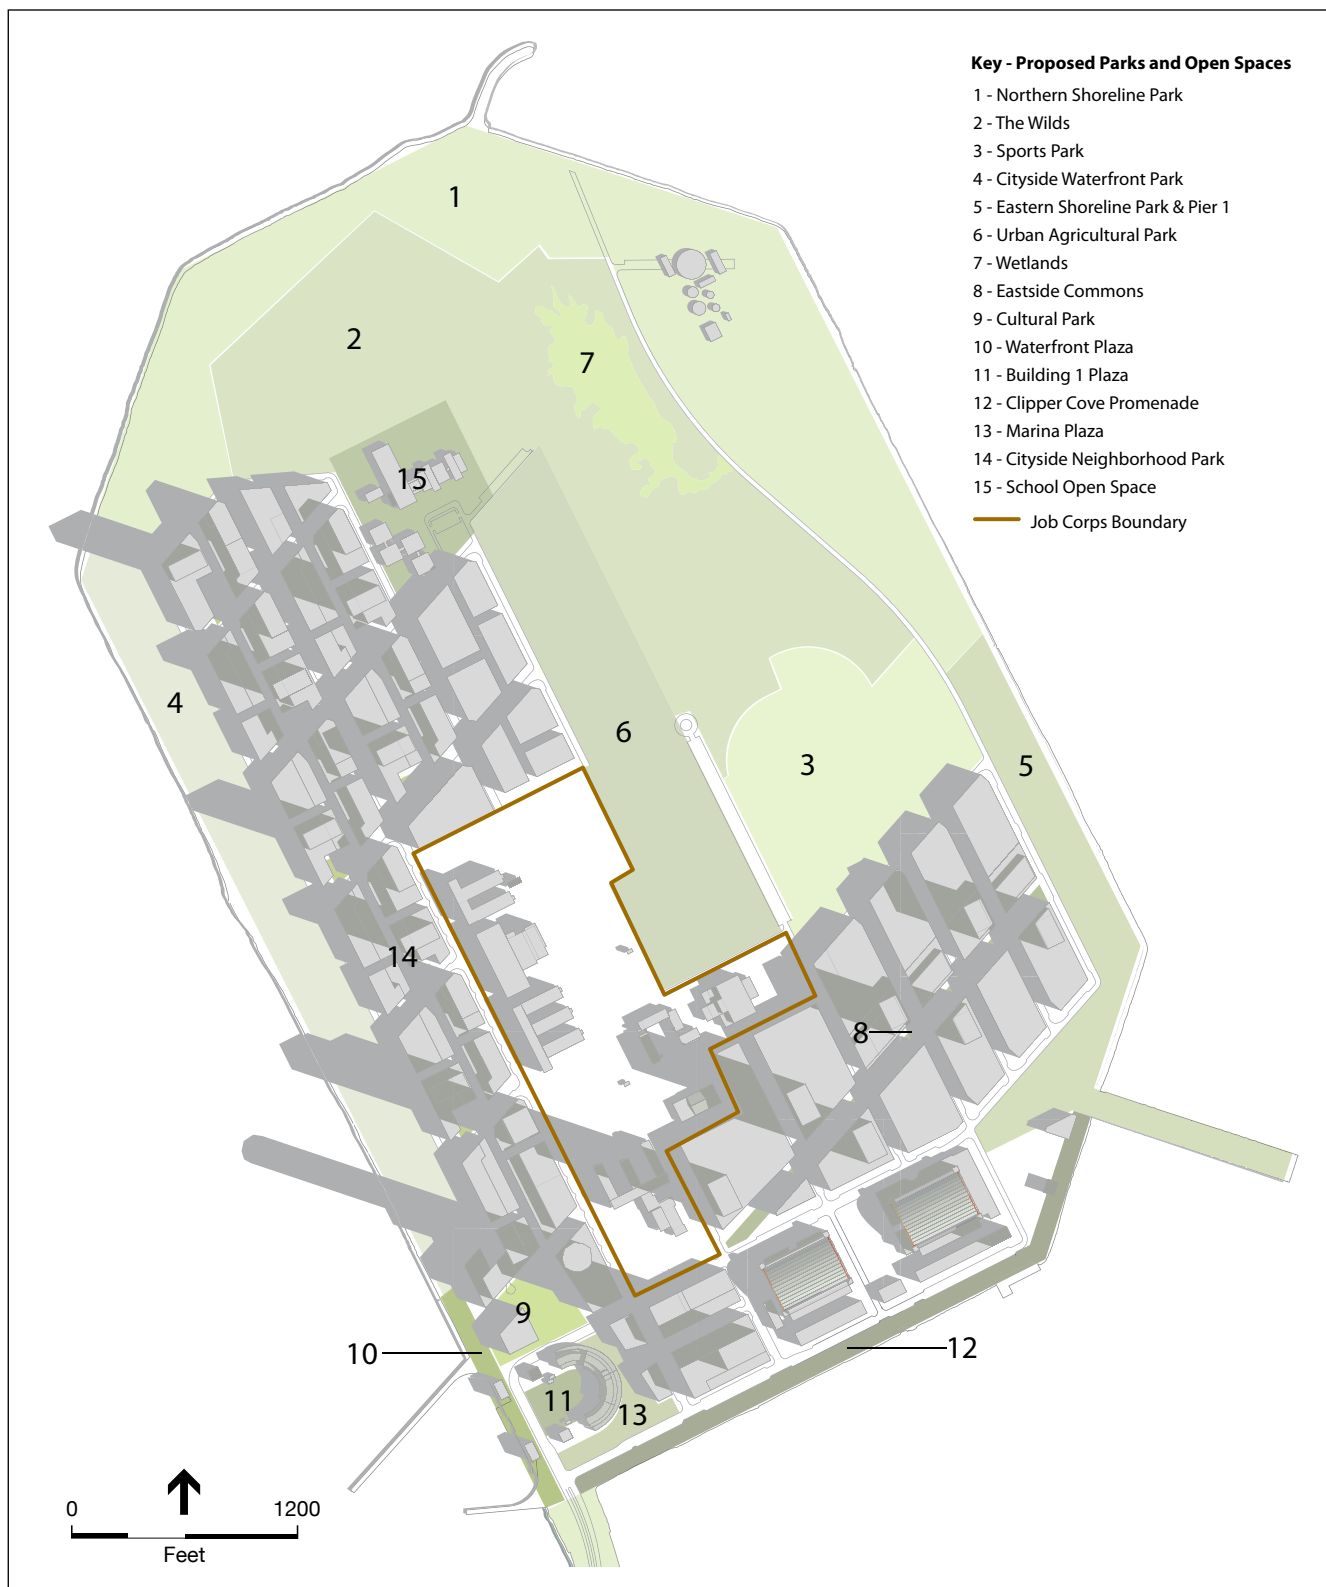 Key - Proposed Parks and Open Spaces
1 - Northern Shoreline Park
2 - The Wilds
3 - Sports Park
4 - Cityside Waterfront Park
5 - Eastern Shoreline Park & Pier 1
6 - Urban Agricultural Park
7 - Wetlands
8 - Eastside Commons
9 - Cultural Park
10 - Waterfront Plaza
11 - Building 1 Plaza
12 - Clipper Cove Promenade
13 - Marina Plaza
14 - Cityside Neighborhood Park
15 - School Open Space
Job Corps Boundary
1
2
7
15
4
6
3
5
14
8
9
10
12
11
13
0 1200
Feet